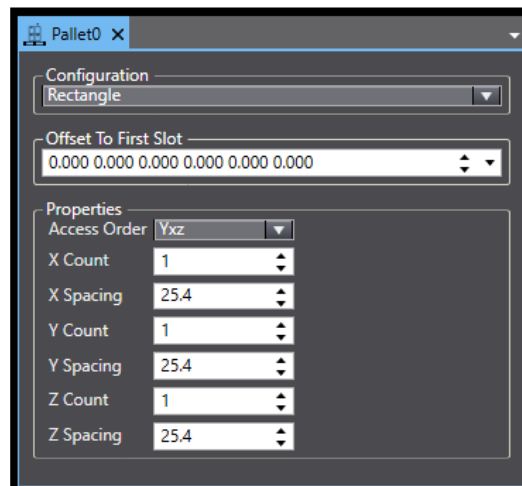 Pallet0
Configuration
Rectangle
Offset To First Slot
0.000 0.000 0.000 0.000 0.000 0.000
Properties
Access Order Yxz
X Count 1
X Spacing 25.4
Y Count 1
Y Spacing 25.4
Z Count 1
Z Spacing 25.4